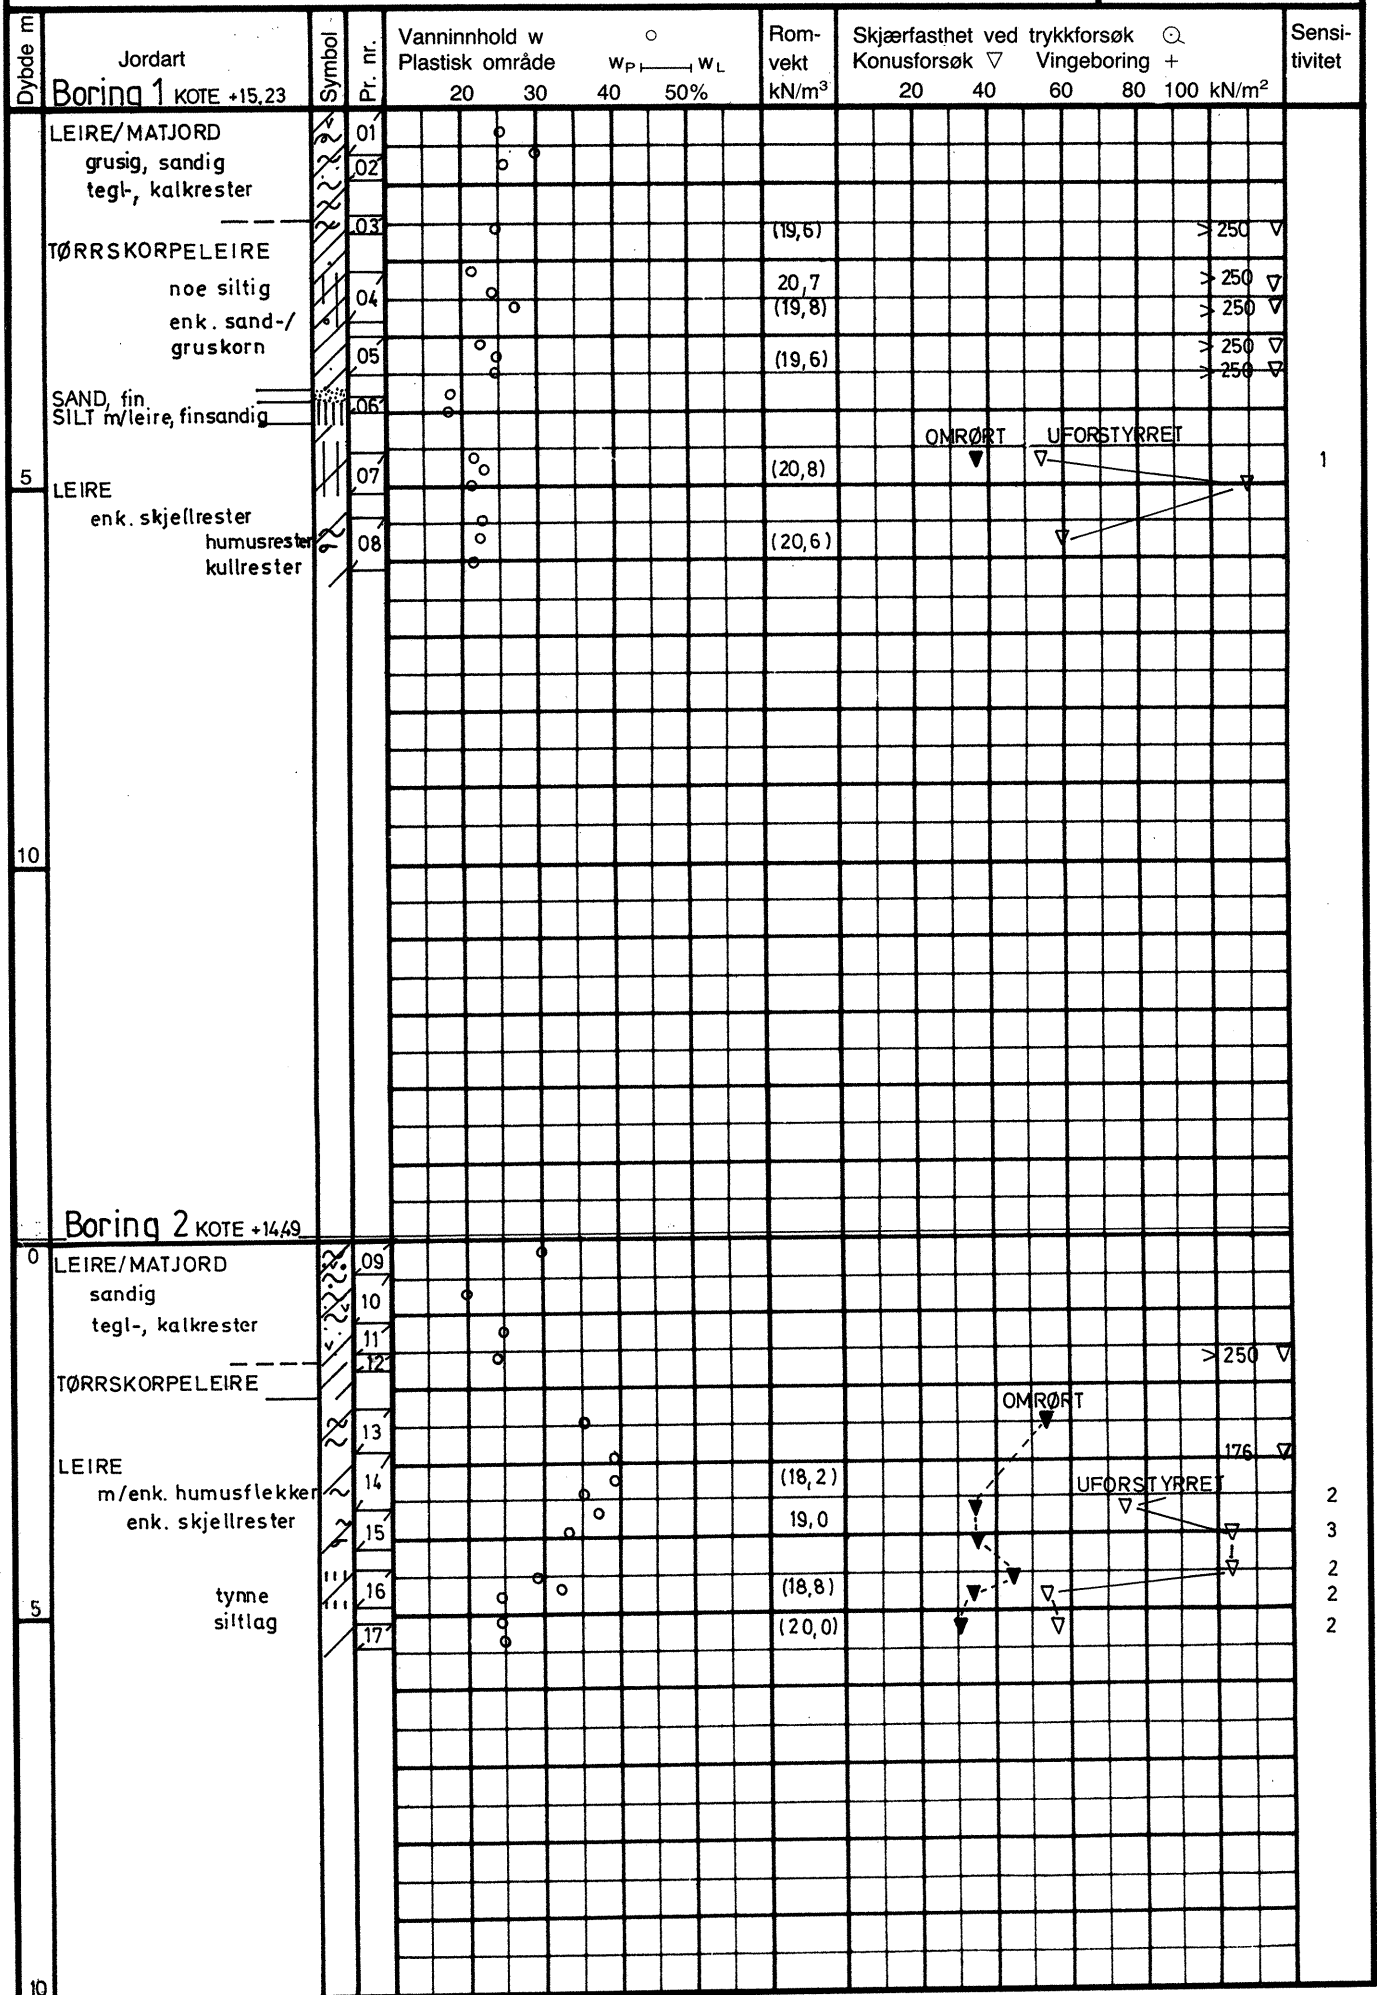 Dybde m
Jordart
Boring 1 KOTE +15,23
Symbol
Pr. nr.
Vanninnhold w
Plastisk område wP wL
20 30 40 50%
Rom-
vekt
kN/m³
Skjærfasthet ved trykkforsøk
Konusforsøk ▽ Vingeboring +
20 40 60 80 100 kN/m²
Sensi-
tivitet
LEIRE/MATJORD
grusig, sandig
tegl-, kalkrester
TØRRSKORPELEIRE
noe siltig
enk. sand-/
gruskorn
SAND, fin
SILT m/leire, finsandig
5
LEIRE
enk. skjellrester
humusrester
kullrester
10
01
02
03
04
05
06
07
08
(19,6)
20,7
(19,8)
(19,6)
(20,8)
(20,6)
> 250
> 250
> 250
> 250
> 250
OMRØRT UFORSTYRRET
1
Boring 2 KOTE +14,49
0
LEIRE/MATJORD
sandig
tegl-, kalkrester
TØRRSKORPELEIRE
LEIRE
m/enk. humusflekker
enk. skjellrester
tynne
siltlag
5
10
09
10
11
12
13
14
15
16
17
(18,2)
19,0
(18,8)
(20,0)
> 250
OMRØRT
176
UFORSTYRRET
2
3
2
2
2